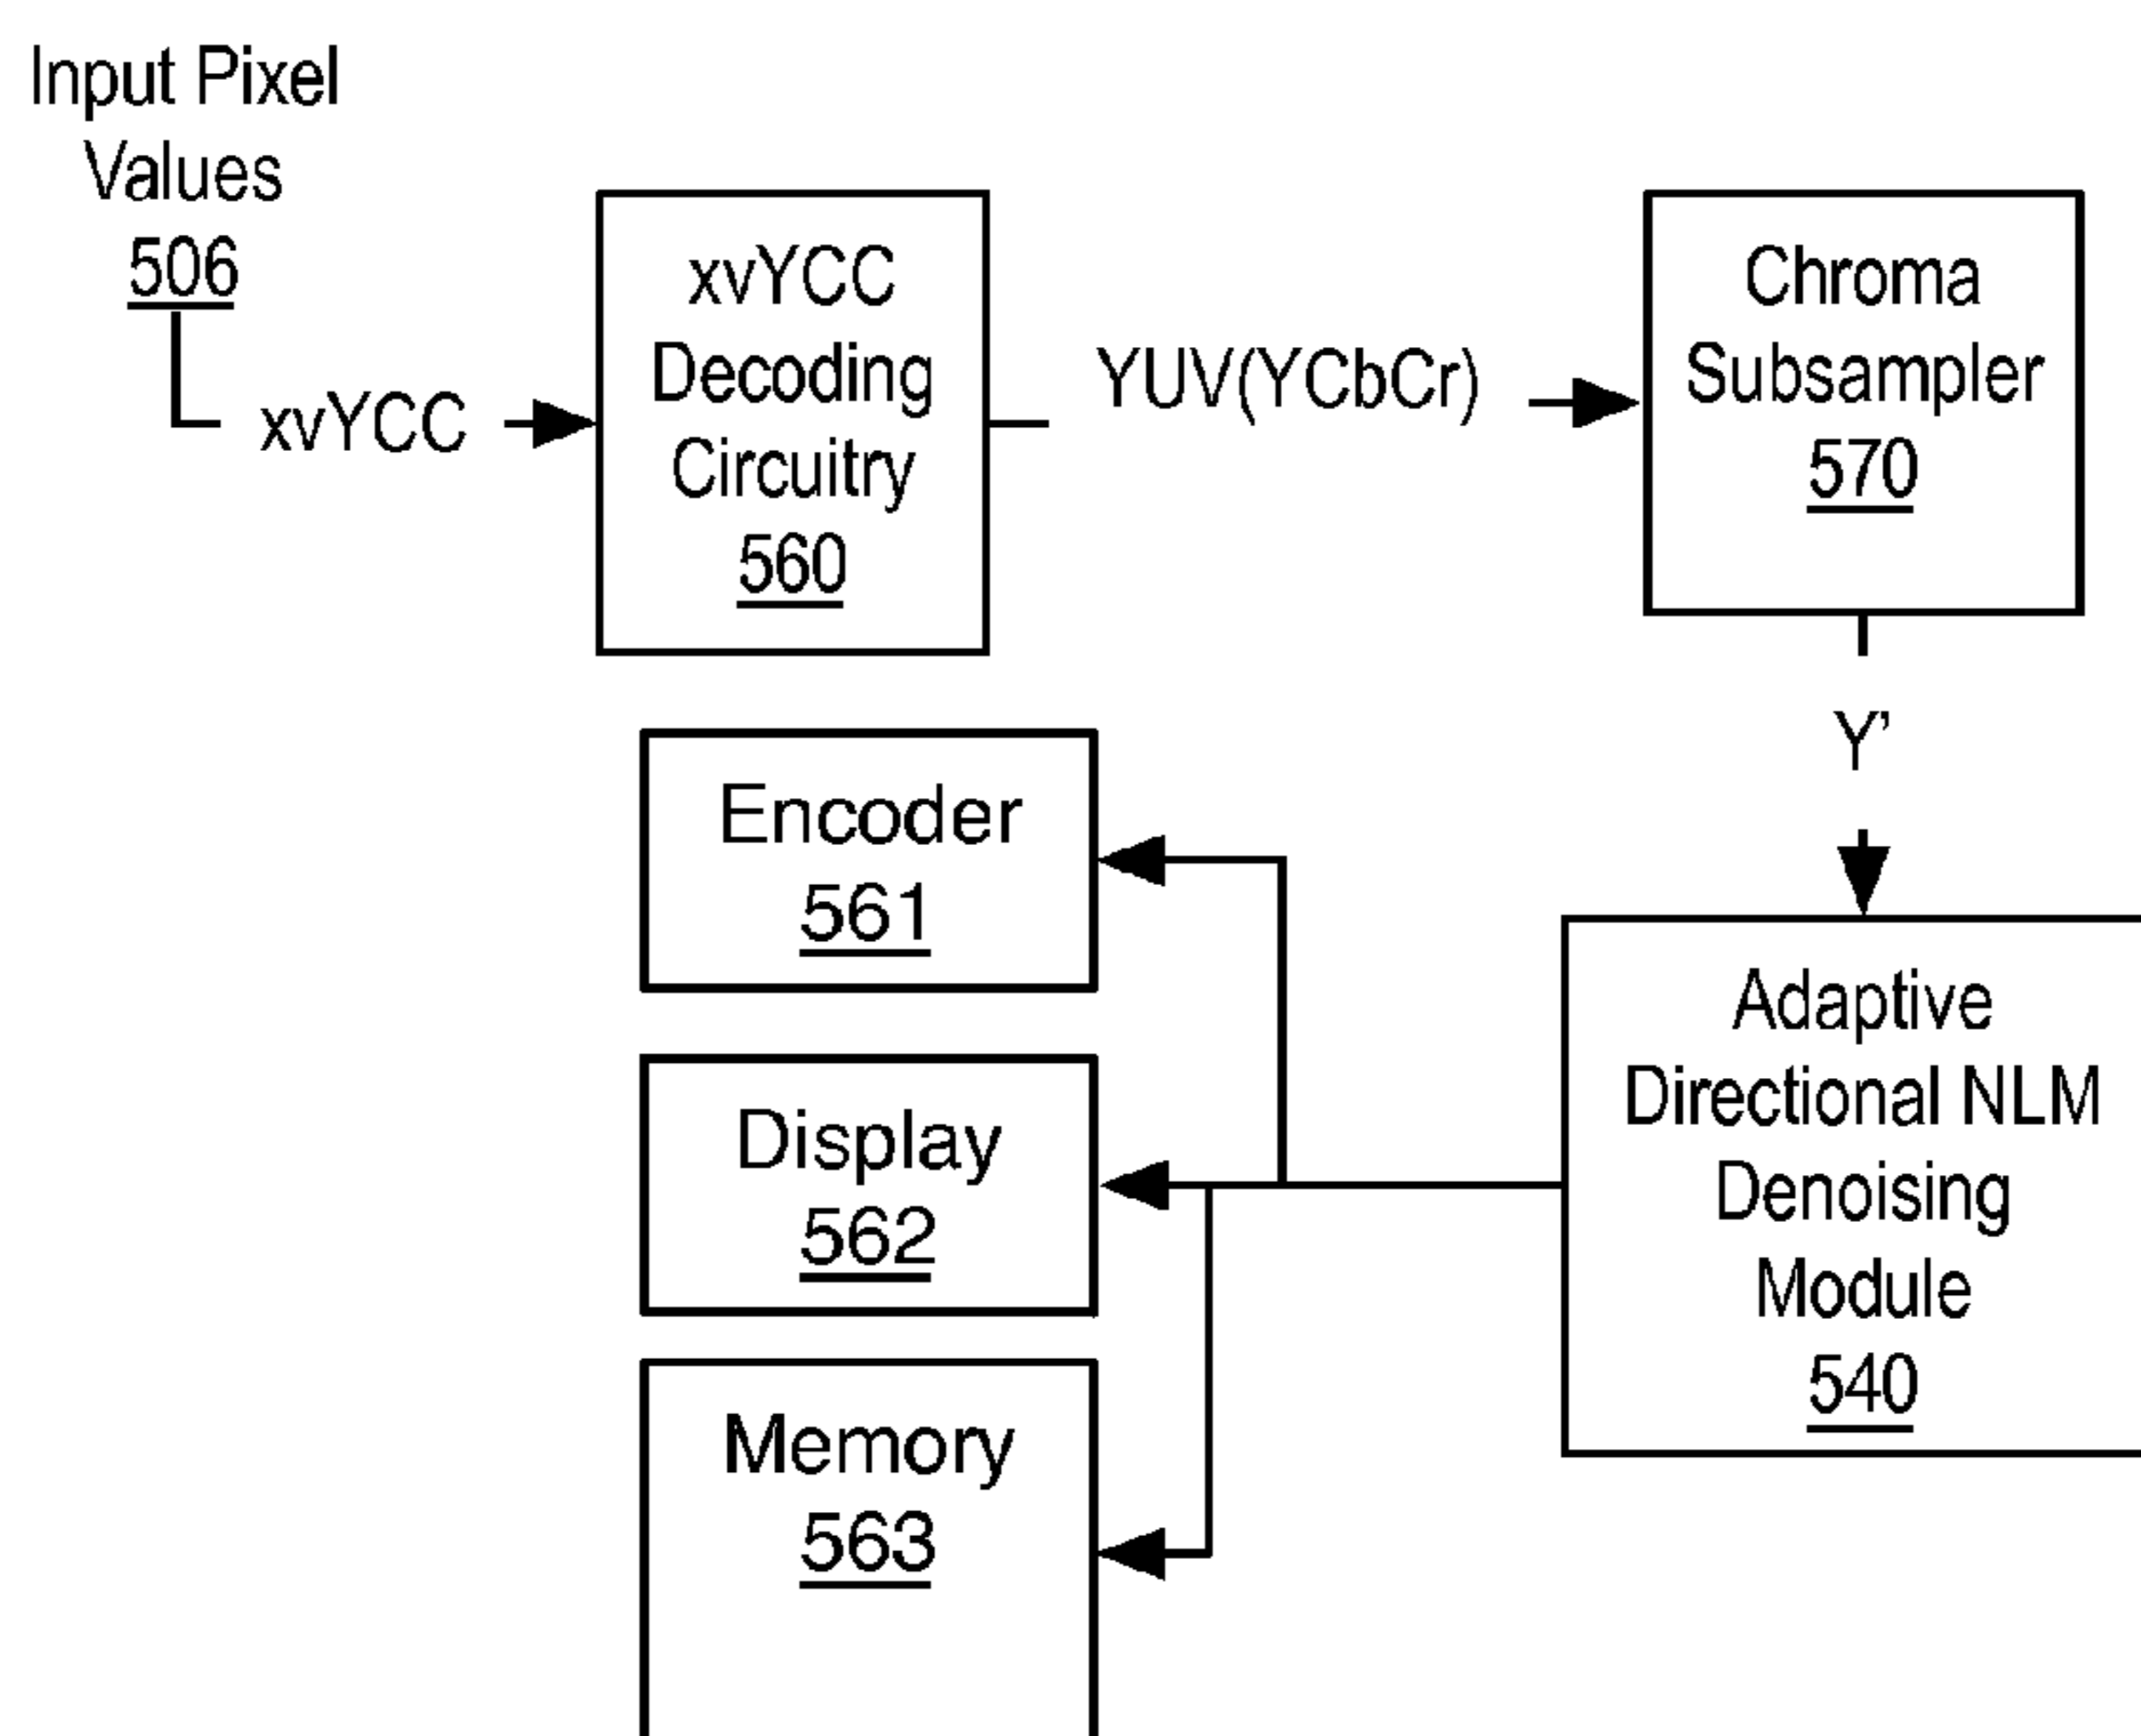 Input Pixel
Values
506
xvYCC
xvYCC
Decoding
Circuitry
560
YUV(YCbCr)
Chroma
Subsampler
570
Y’
Encoder
561
Display
562
Memory
563
Adaptive
Directional NLM
Denoising
Module
540